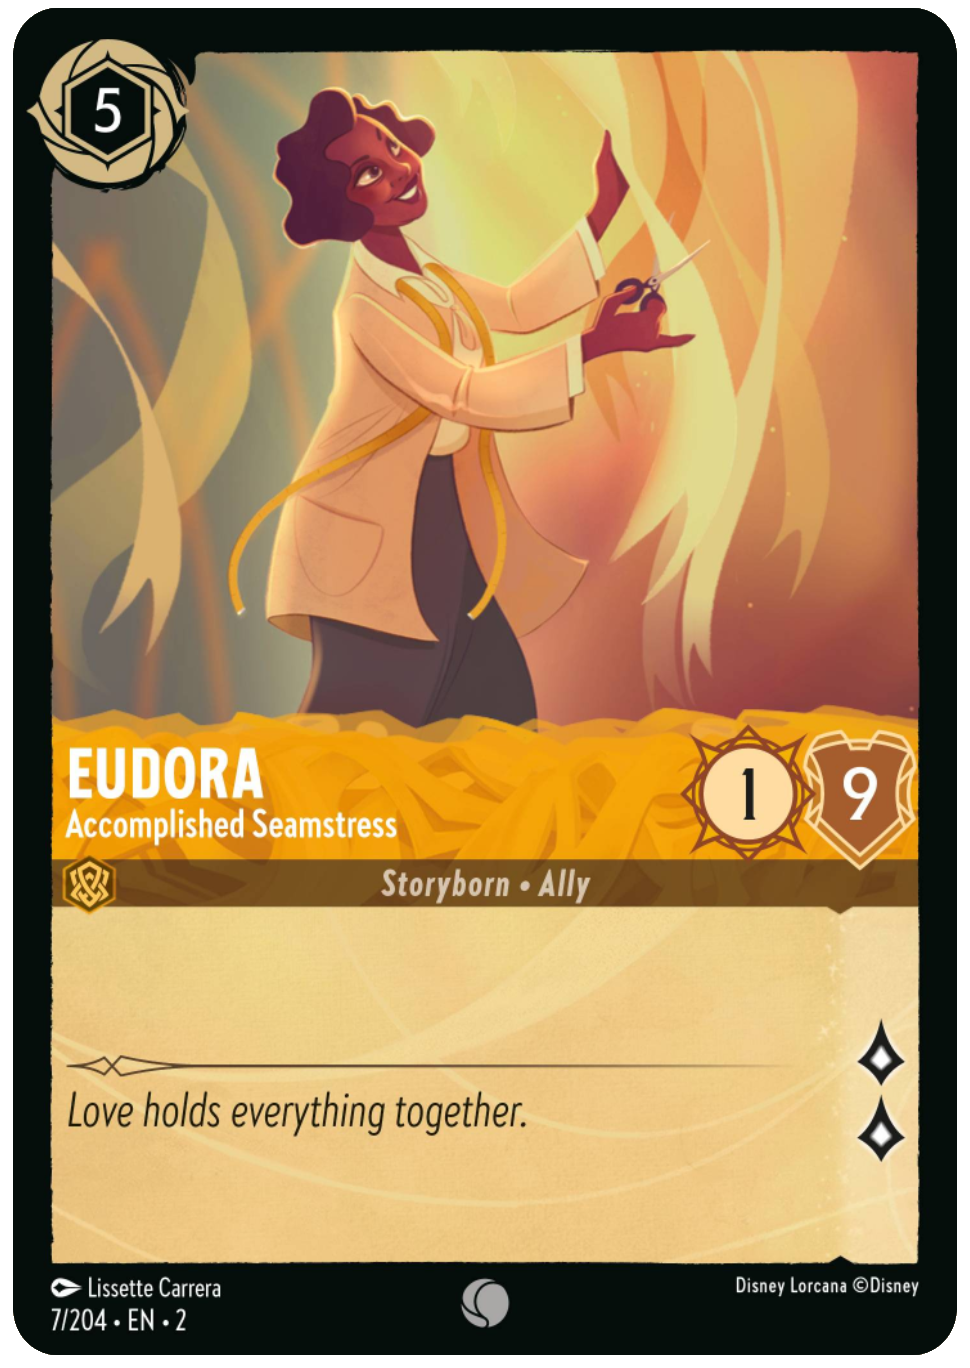 5
EUDORA
Accomplished Seamstress
1
9
Storyborn • Ally
Love holds everything together.
Lissette Carrera
7/204 • EN • 2
Disney Lorcana ©Disney